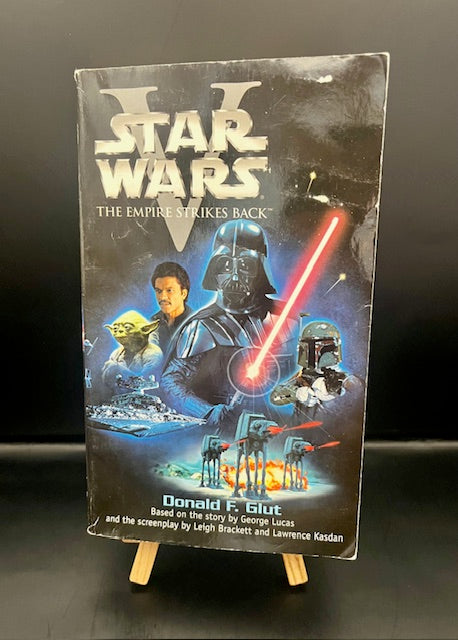 V
STAR
WARS®
THE EMPIRE STRIKES BACK™
Donald F. Glut
Based on the story by George Lucas
and the screenplay by Leigh Brackett and Lawrence Kasdan